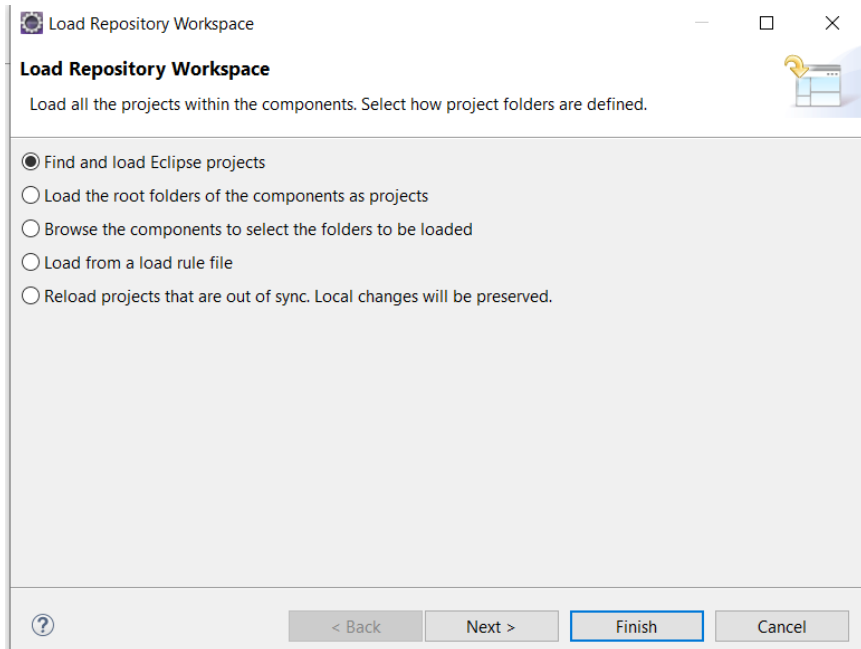 Load Repository Workspace
Load Repository Workspace
Load all the projects within the components. Select how project folders are defined.
Find and load Eclipse projects
Load the root folders of the components as projects
Browse the components to select the folders to be loaded
Load from a load rule file
Reload projects that are out of sync. Local changes will be preserved.
? < Back Next > Finish Cancel